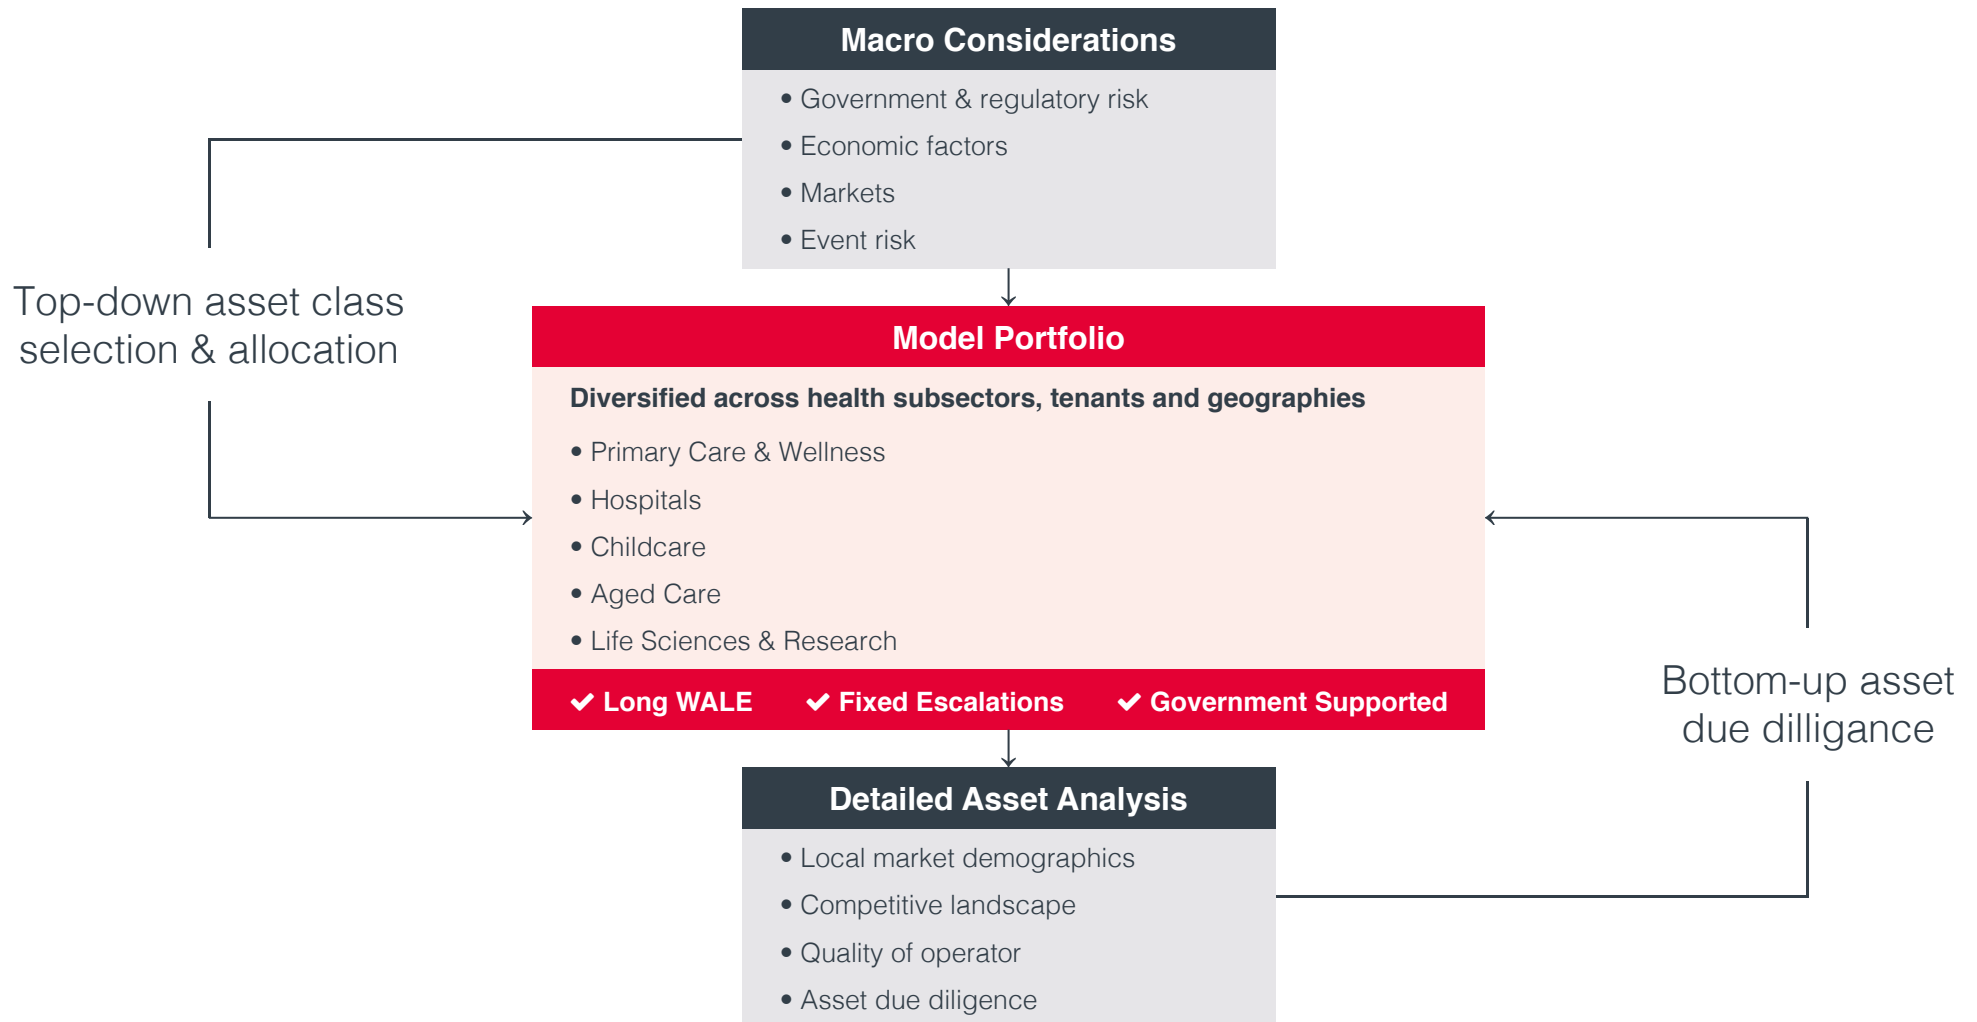 Macro Considerations
• Government & regulatory risk
• Economic factors
• Markets
• Event risk
Top-down asset class
selection & allocation
Model Portfolio
Diversified across health subsectors, tenants and geographies
• Primary Care & Wellness
• Hospitals
• Childcare
• Aged Care
• Life Sciences & Research
✔ Long WALE ✔ Fixed Escalations ✔ Government Supported
Bottom-up asset
due dilligance
Detailed Asset Analysis
• Local market demographics
• Competitive landscape
• Quality of operator
• Asset due diligence